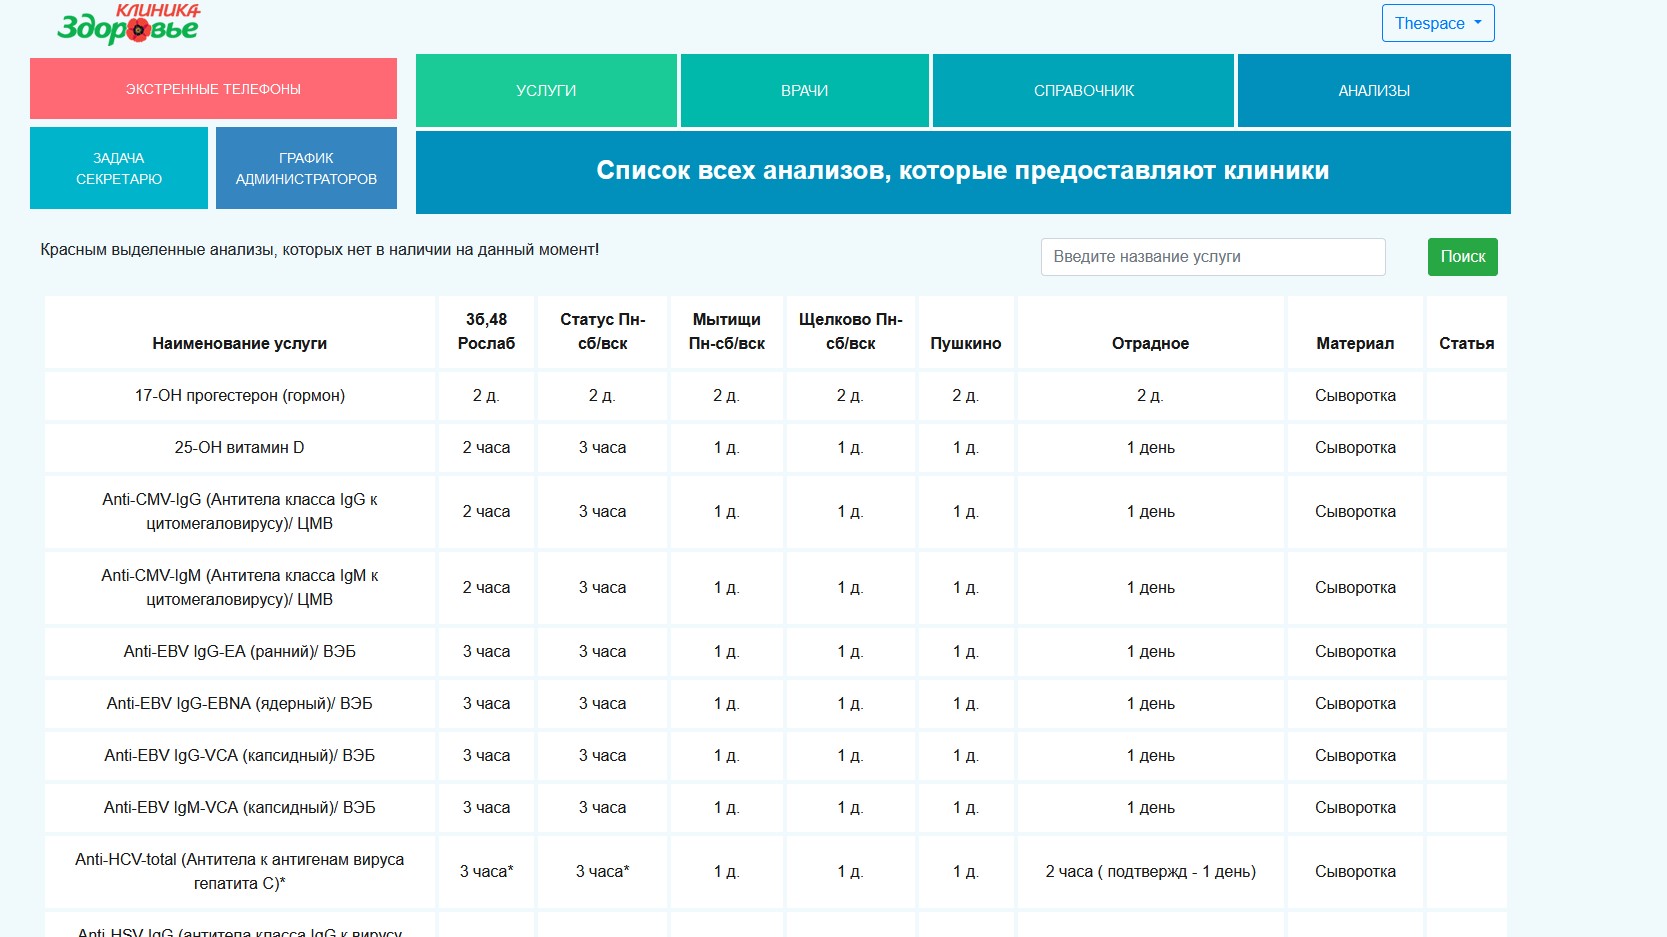 КЛИНИКА
Здоровье
Thespace
ЭКСТРЕННЫЕ ТЕЛЕФОНЫ
УСЛУГИ
ВРАЧИ
СПРАВОЧНИК
АНАЛИЗЫ
ЗАДАЧА
СЕКРЕТАРЮ
ГРАФИК
АДМИНИСТРАТОРОВ
Список всех анализов, которые предоставляют клиники
Красным выделенные анализы, которых нет в наличии на данный момент!
Введите название услуги
Поиск
Наименование услуги
3б,48
Рослаб
Статус Пн-
сб/вск
Мытищи
Пн-сб/вск
Щелково Пн-
сб/вск
Пушкино
Отрадное
Материал
Статья
17-ОН прогестерон (гормон) 2 д. 2 д. 2 д. 2 д. 2 д. 2 д. Сыворотка
25-ОН витамин D 2 часа 3 часа 1 д. 1 д. 1 д. 1 день Сыворотка
Anti-CMV-IgG (Антитела класса IgG к
цитомегаловирусу)/ ЦМВ
2 часа 3 часа 1 д. 1 д. 1 д. 1 день Сыворотка
Anti-CMV-IgM (Антитела класса IgM к
цитомегаловирусу)/ ЦМВ
2 часа 3 часа 1 д. 1 д. 1 д. 1 день Сыворотка
Anti-EBV IgG-EA (ранний)/ ВЭБ 3 часа 3 часа 1 д. 1 д. 1 д. 1 день Сыворотка
Anti-EBV IgG-EBNA (ядерный)/ ВЭБ 3 часа 3 часа 1 д. 1 д. 1 д. 1 день Сыворотка
Anti-EBV IgG-VCA (капсидный)/ ВЭБ 3 часа 3 часа 1 д. 1 д. 1 д. 1 день Сыворотка
Anti-EBV IgM-VCA (капсидный)/ ВЭБ 3 часа 3 часа 1 д. 1 д. 1 д. 1 день Сыворотка
Anti-HCV-total (Антитела к антигенам вируса
гепатита С)*
3 часа* 3 часа* 1 д. 1 д. 1 д. 2 часа ( подтвержд - 1 день) Сыворотка
Anti-HSV IgG (антитела класса IgG к вирусу